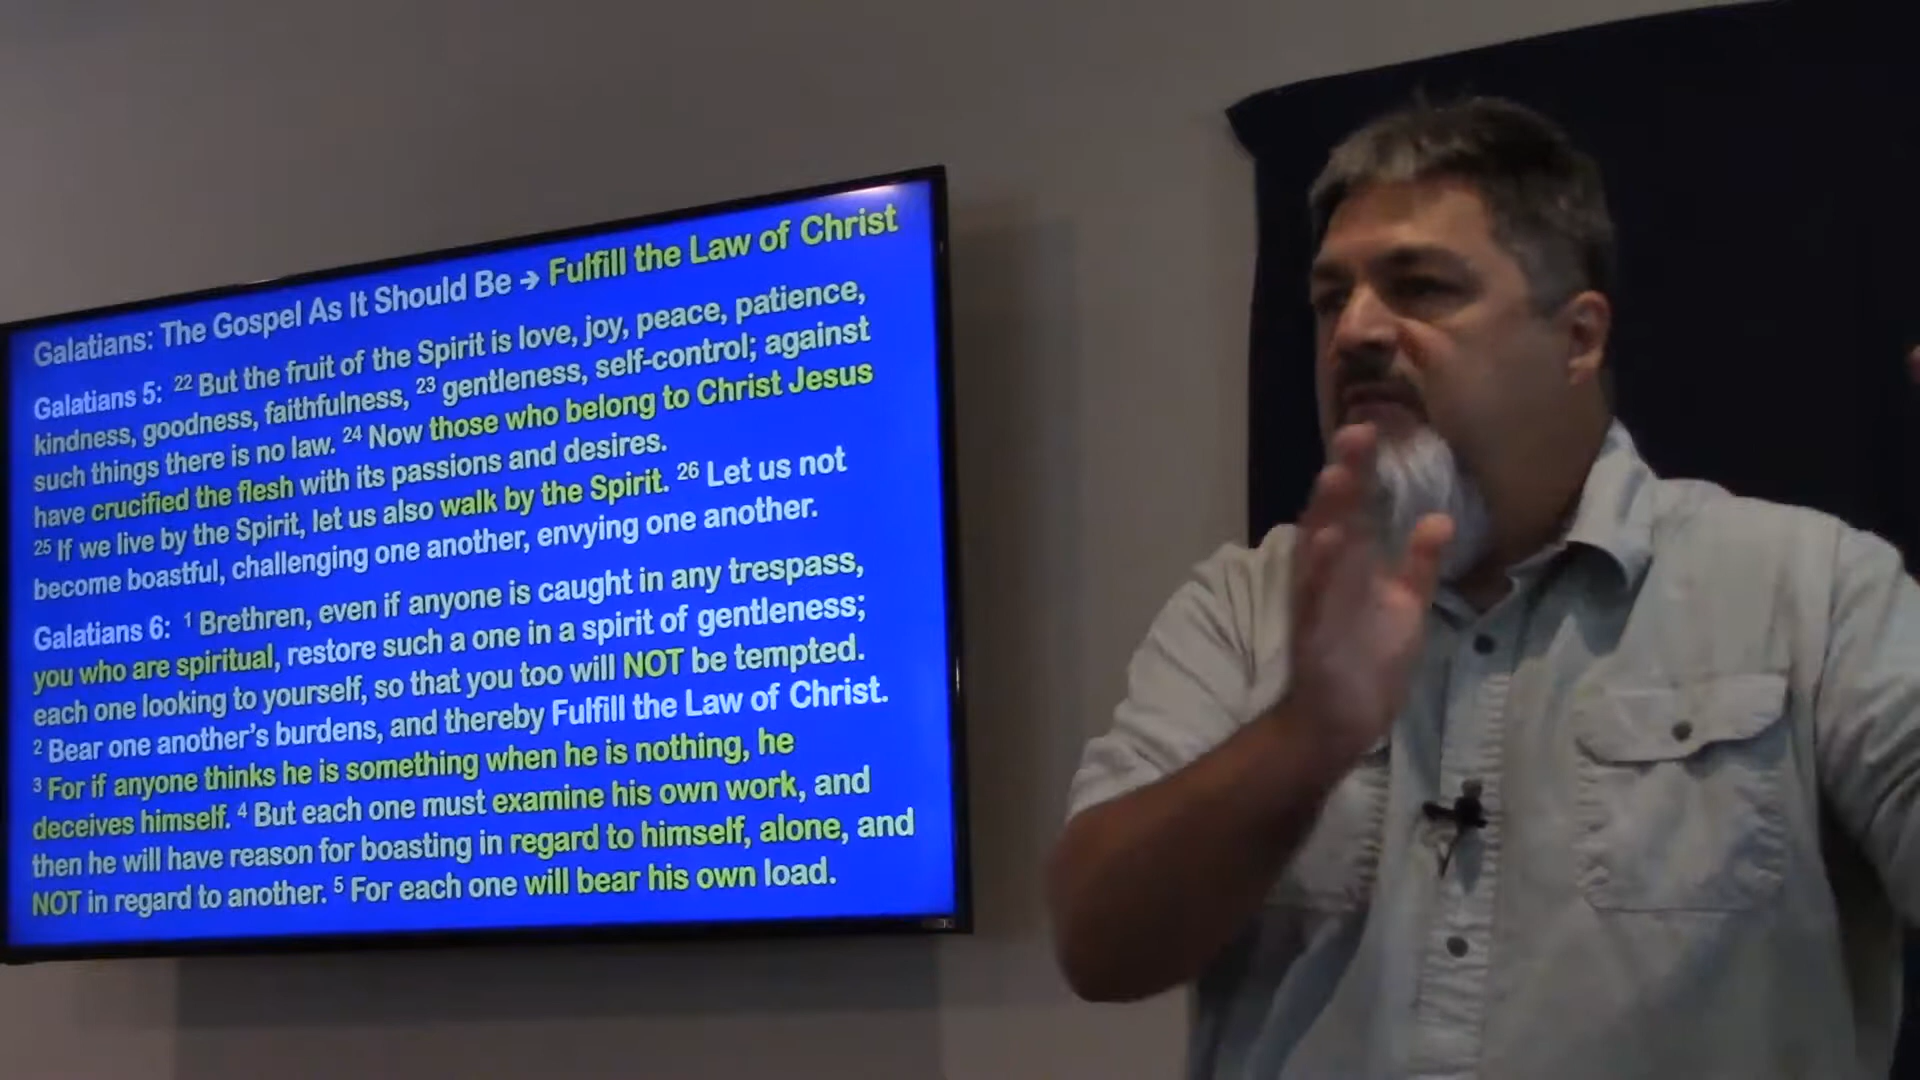 Galatians: The Gospel As It Should Be → Fulfill the Law of Christ
Galatians 5: 22 But the fruit of the Spirit is love, joy, peace, patience,
kindness, goodness, faithfulness, 23 gentleness, self-control; against
such things there is no law. 24 Now those who belong to Christ Jesus
have crucified the flesh with its passions and desires.
25 If we live by the Spirit, let us also walk by the Spirit. 26 Let us not
become boastful, challenging one another, envying one another.
Galatians 6: 1 Brethren, even if anyone is caught in any trespass,
you who are spiritual, restore such a one in a spirit of gentleness;
each one looking to yourself, so that you too will NOT be tempted.
2 Bear one another's burdens, and thereby Fulfill the Law of Christ.
3 For if anyone thinks he is something when he is nothing, he
deceives himself. 4 But each one must examine his own work, and
then he will have reason for boasting in regard to himself, alone, and
NOT in regard to another. 5 For each one will bear his own load.